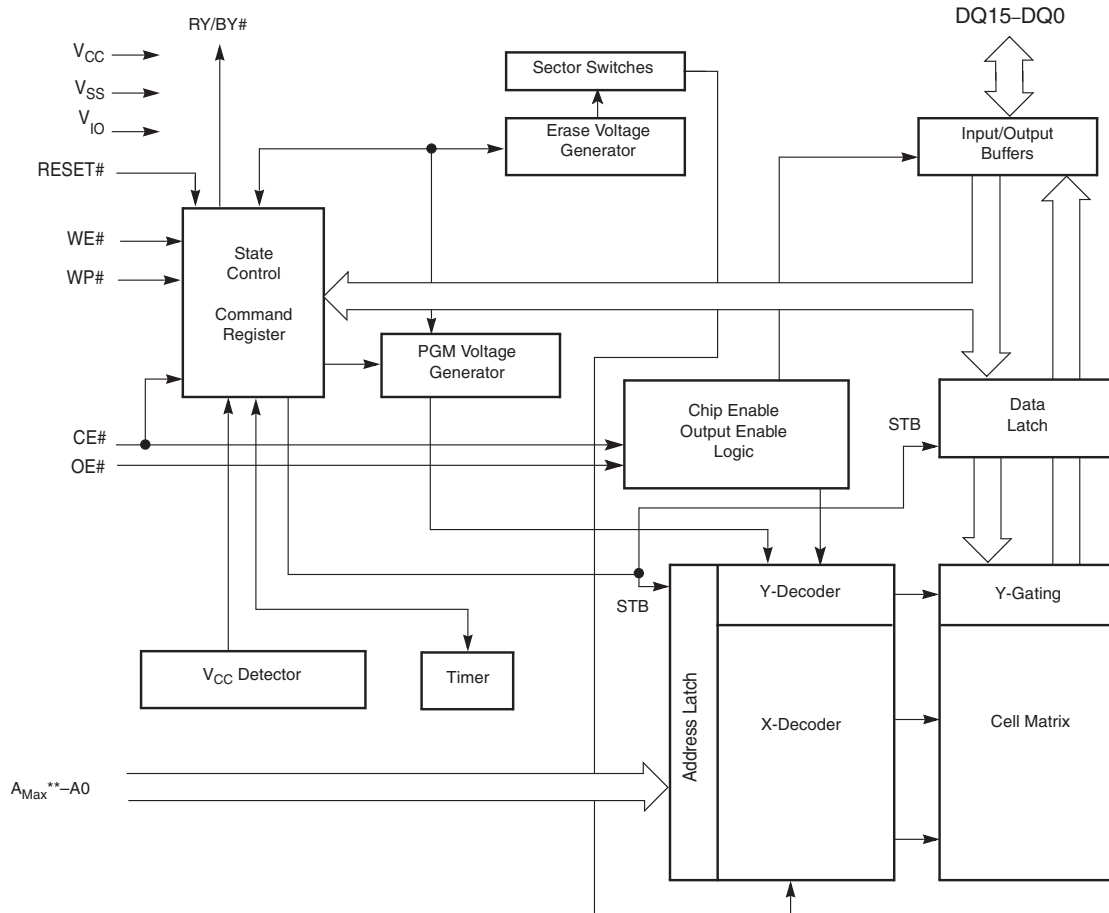 RY/BY#
DQ15–DQ0
VCC
VSS
VIO
RESET#
WE#
WP#
CE#
OE#
AMax**–A0
Sector Switches
Erase Voltage
Generator
Input/Output
Buffers
State
Control
Command
Register
PGM Voltage
Generator
Chip Enable
Output Enable
Logic
STB
Data
Latch
STB
Y-Decoder
Y-Gating
VCC Detector
Timer
Address Latch
X-Decoder
Cell Matrix